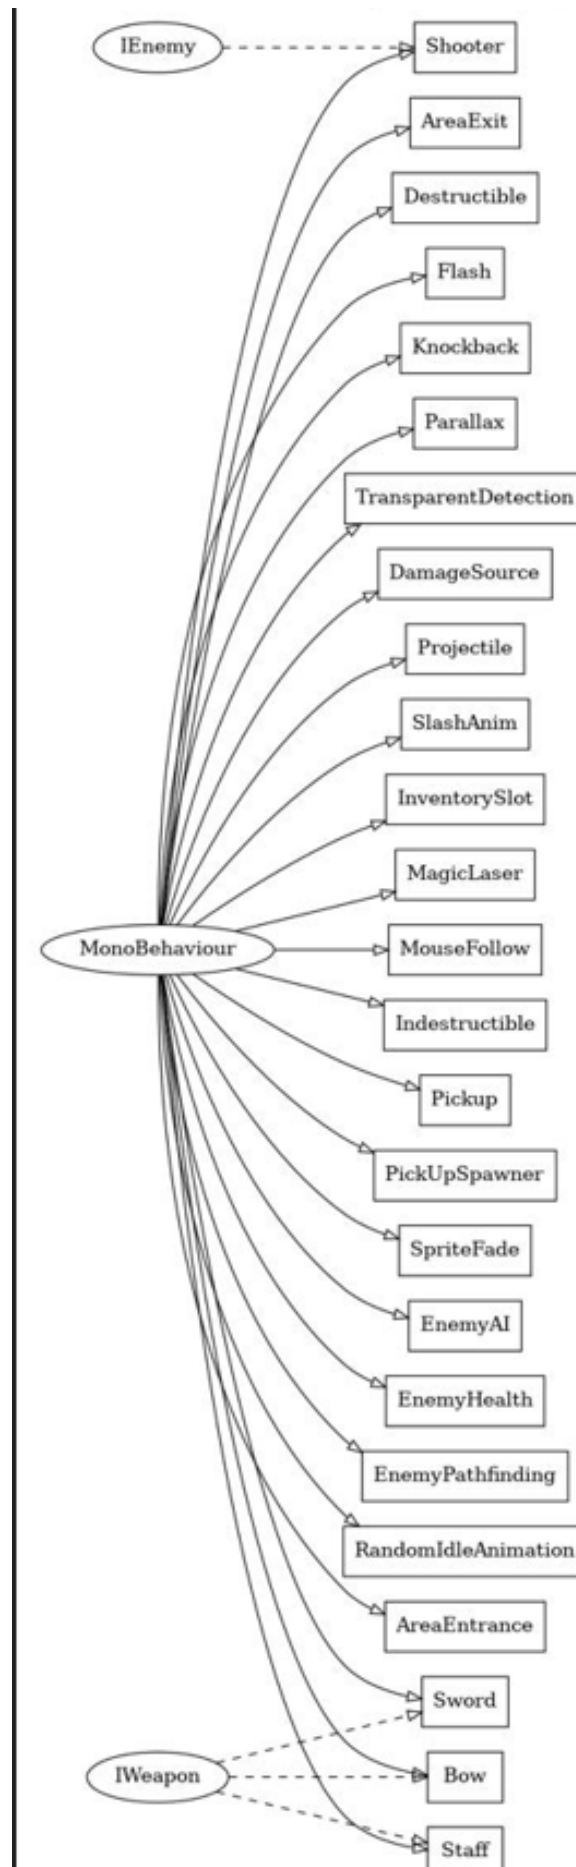 IEnemy
Shooter
AreaExit
Destructible
Flash
Knockback
Parallax
TransparentDetection
DamageSource
Projectile
SlashAnim
InventorySlot
MagicLaser
MonoBehaviour
MouseFollow
Indestructible
Pickup
PickUpSpawner
SpriteFade
EnemyAI
EnemyHealth
EnemyPathfinding
RandomIdleAnimation
AreaEntrance
Sword
IWeapon
Bow
Staff